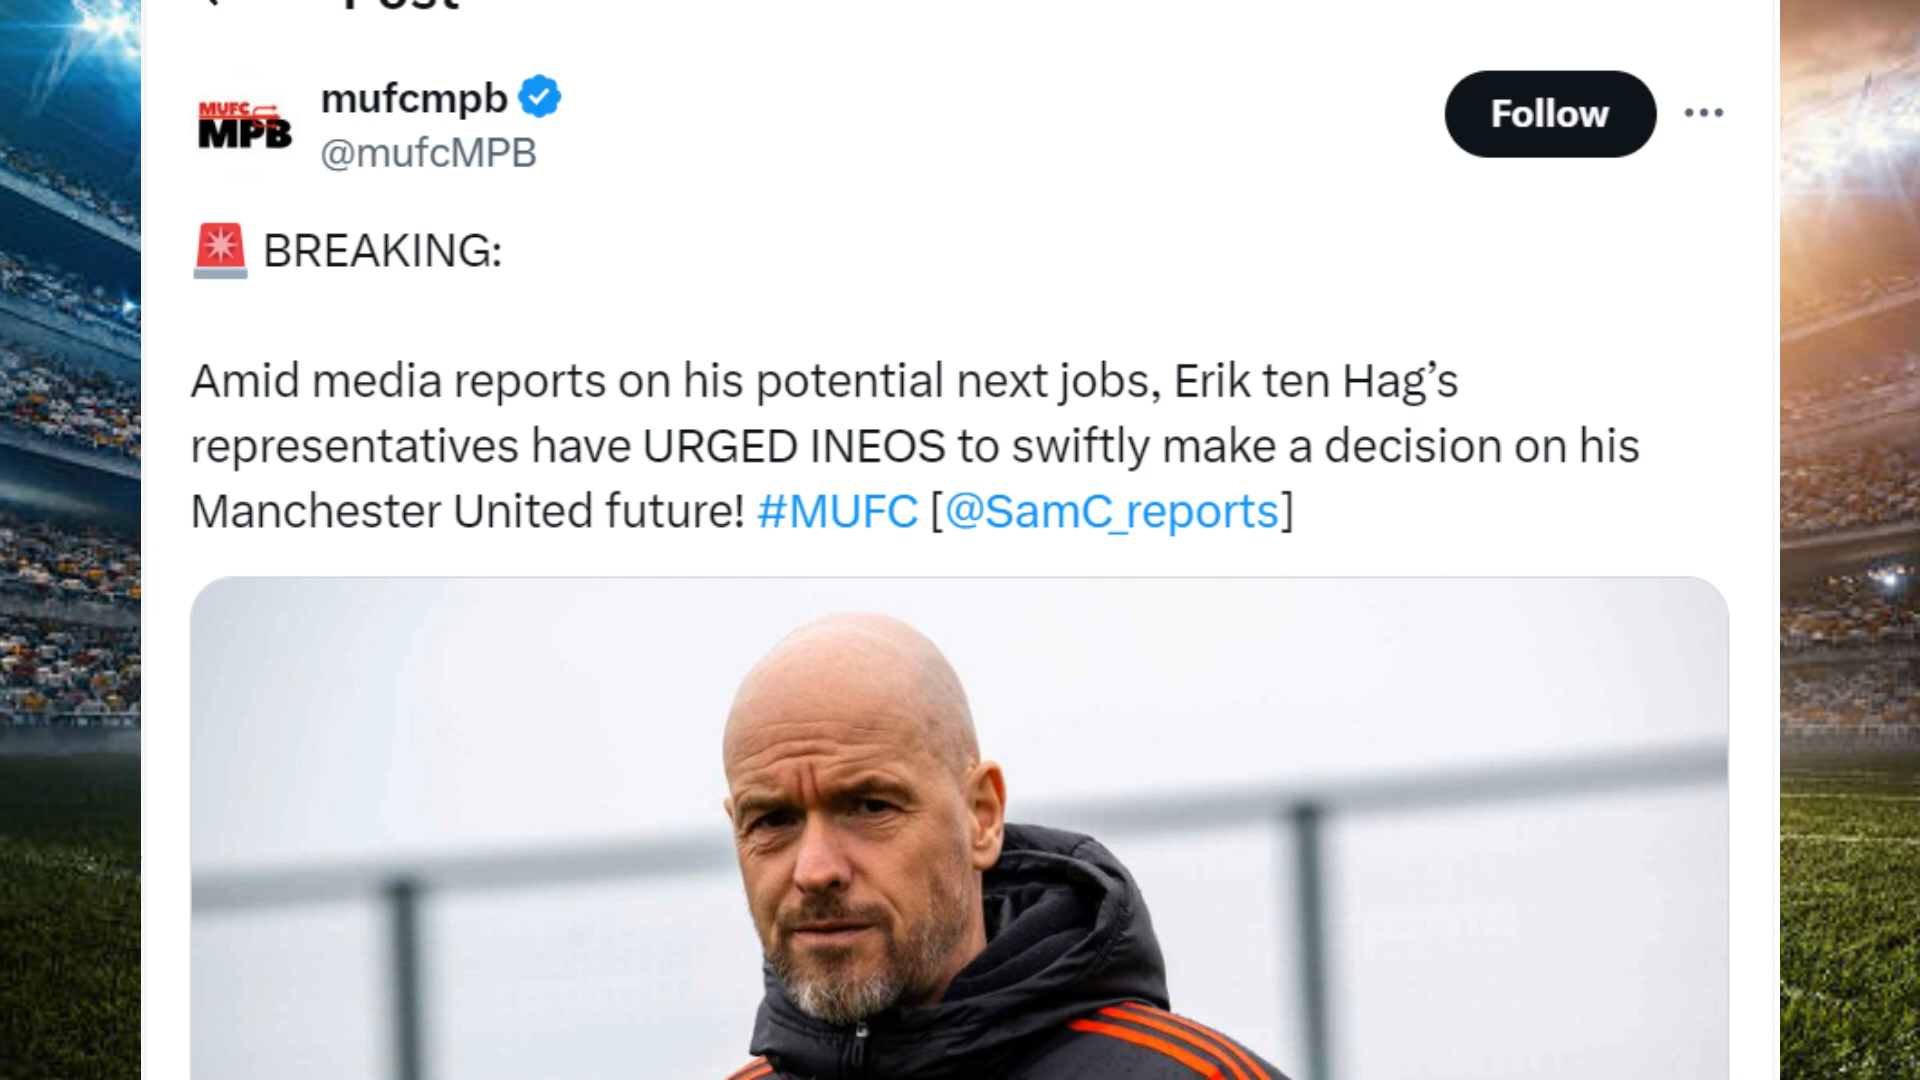 Post
mufcmpb
MUFC
MPB
@mufcMPB
Follow
BREAKING:
Amid media reports on his potential next jobs, Erik ten Hag’s
representatives have URGED INEOS to swiftly make a decision on his
Manchester United future! #MUFC [@SamC_reports]